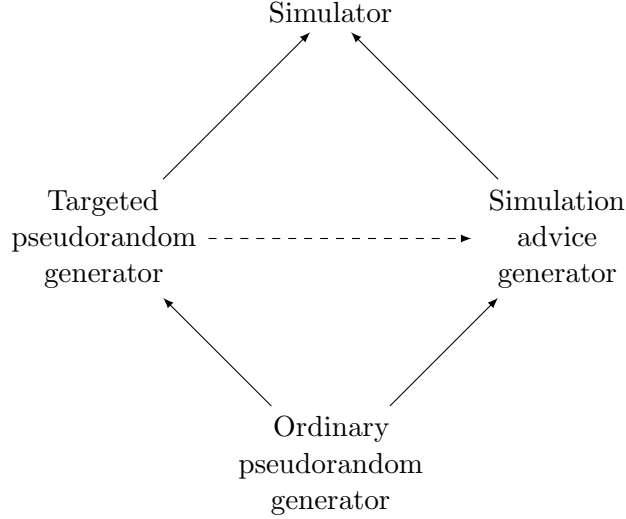 Simulator
Targeted
pseudorandom
generator
Simulation
advice
generator
Ordinary
pseudorandom
generator